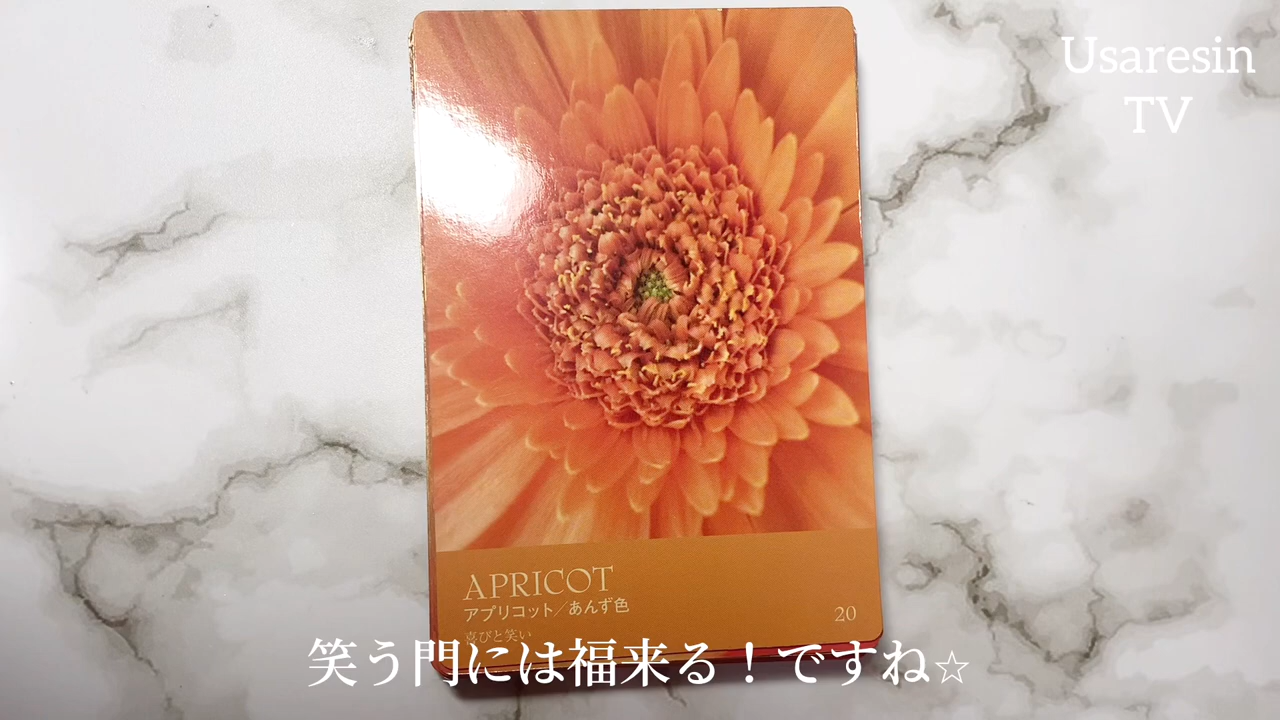 Usaresin
TV
APRICOT
アプリコット／あんず色
20
喜びと笑い
笑う門には福来る！ですね☆